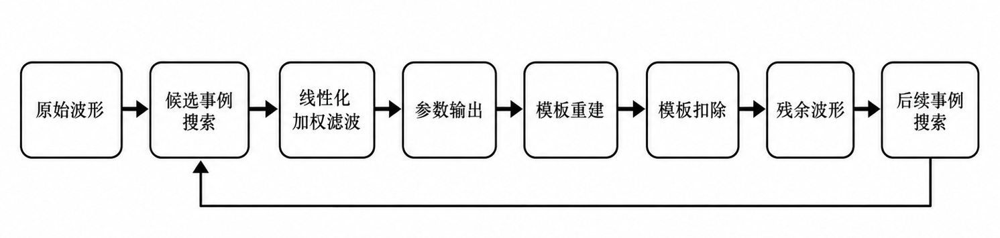 原始波形
候选事例
搜索
线性化
加权滤波
参数输出
模板重建
模板扣除
残余波形
后续事例
搜索